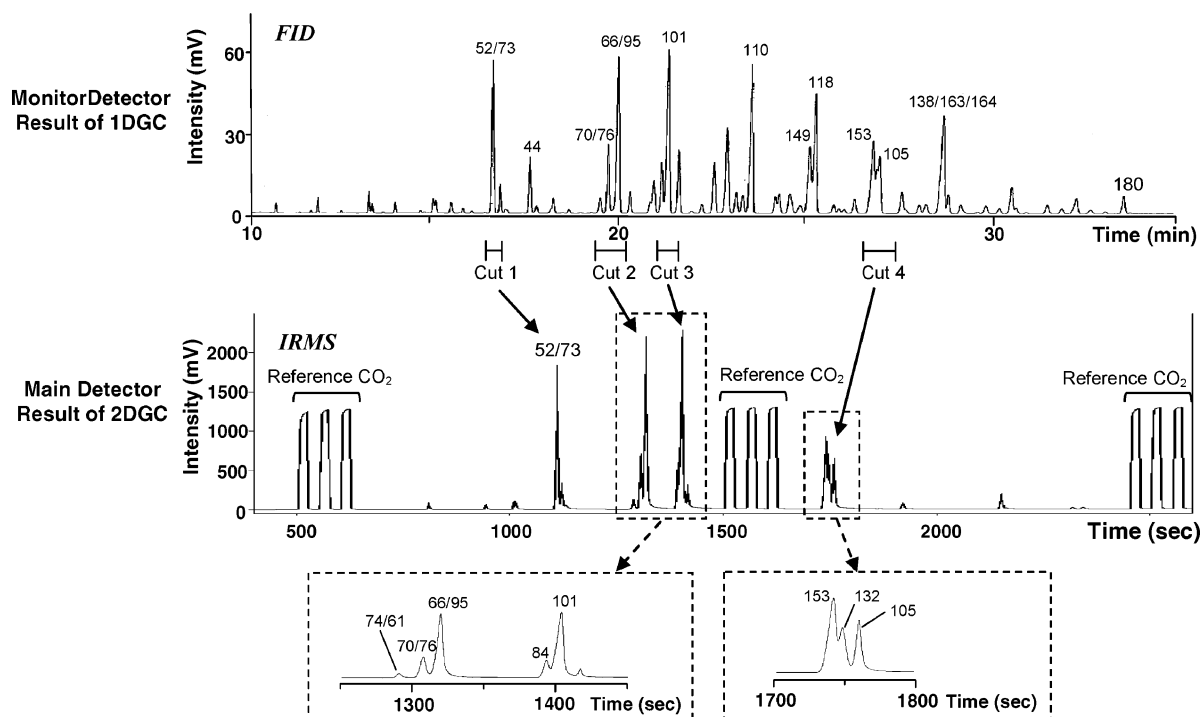 FID
MonitorDetector
Result of 1DGC
Intensity (mV)
60
30
0
52/73
44
70/76
66/95
101
110
149
118
153
105
138/163/164
180
10
20
30
Time (min)
Cut 1
Cut 2
Cut 3
Cut 4
IRMS
Main Detector
Result of 2DGC
Intensity (mV)
2000
1500
1000
500
0
Reference CO₂
52/73
Reference CO₂
Reference CO₂
500
1000
1500
2000
Time (sec)
74/61
70/76
66/95
84
101
1300
1400
Time (sec)
153
132
105
1700
1800
Time (sec)